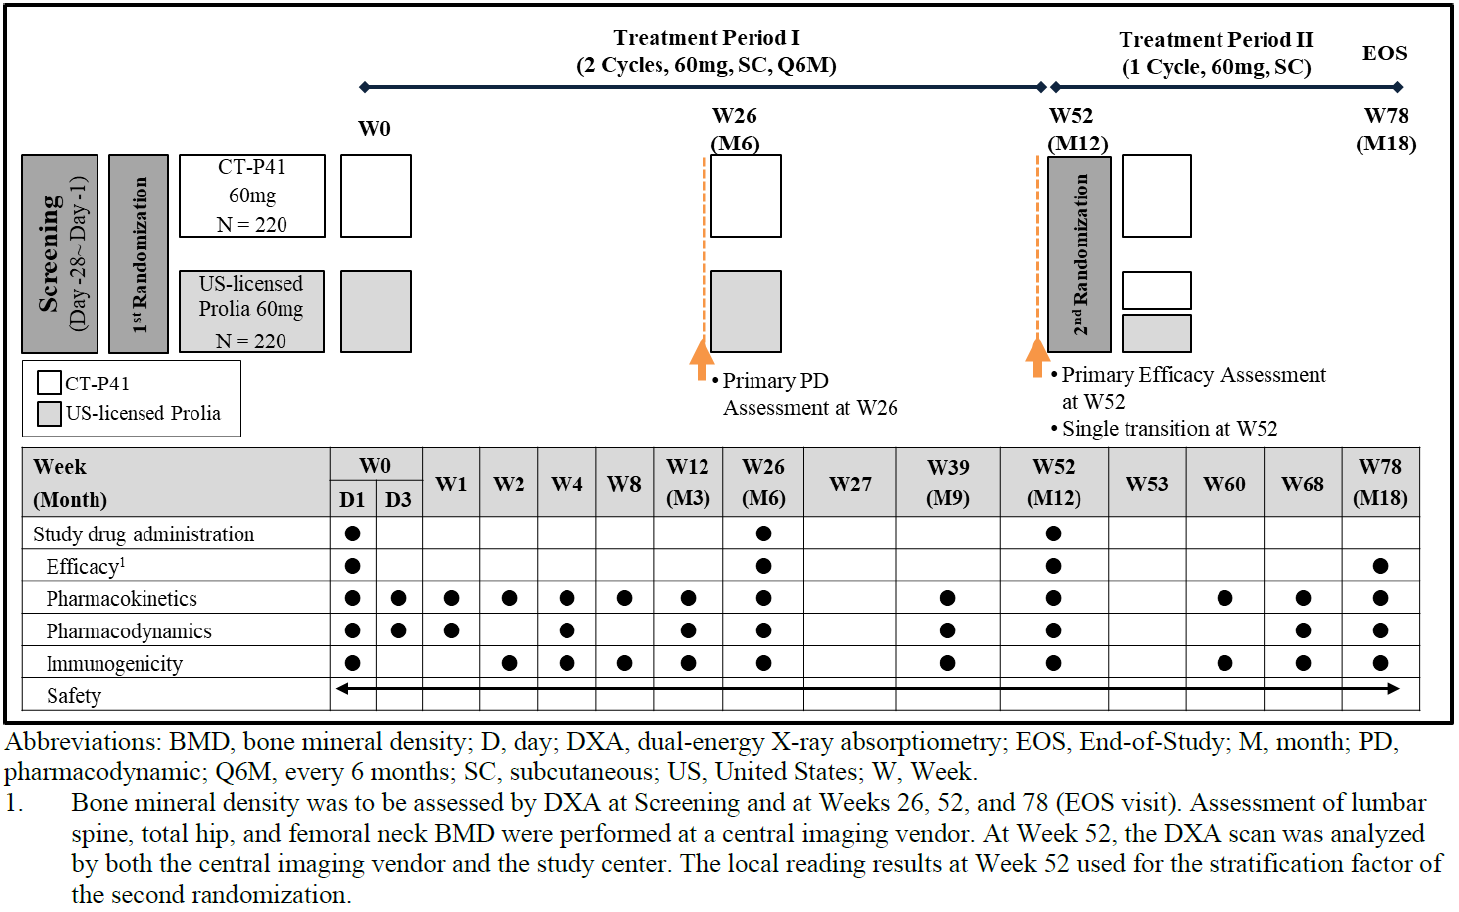 Treatment Period I
(2 Cycles, 60mg, SC, Q6M)
Treatment Period II
(1 Cycle, 60mg, SC)
EOS
W0
W26
(M6)
W52
(M12)
W78
(M18)
Screening
(Day -28~ Day -1)
1st Randomization
CT-P41
60mg
N = 220
US-licensed
Prolia 60mg
N = 220
2nd Randomization
CT-P41
US-licensed Prolia
• Primary PD
Assessment at W26
• Primary Efficacy Assessment
at W52
• Single transition at W52
Week
(Month)
W0
D1 D3
W1
W2
W4
W8
W12
(M3)
W26
(M6)
W27
W39
(M9)
W52
(M12)
W53
W60
W68
W78
(M18)
Study drug administration ● ● ●
Efficacy1 ● ● ● ●
Pharmacokinetics ● ● ● ● ● ● ● ● ● ● ● ● ●
Pharmacodynamics ● ● ● ● ● ● ● ● ● ●
Immunogenicity ● ● ● ● ● ● ● ● ● ● ●
Safety
Abbreviations: BMD, bone mineral density; D, day; DXA, dual-energy X-ray absorptiometry; EOS, End-of-Study; M, month; PD,
pharmacodynamic; Q6M, every 6 months; SC, subcutaneous; US, United States; W, Week.
1. Bone mineral density was to be assessed by DXA at Screening and at Weeks 26, 52, and 78 (EOS visit). Assessment of lumbar
spine, total hip, and femoral neck BMD were performed at a central imaging vendor. At Week 52, the DXA scan was analyzed
by both the central imaging vendor and the study center. The local reading results at Week 52 used for the stratification factor of
the second randomization.